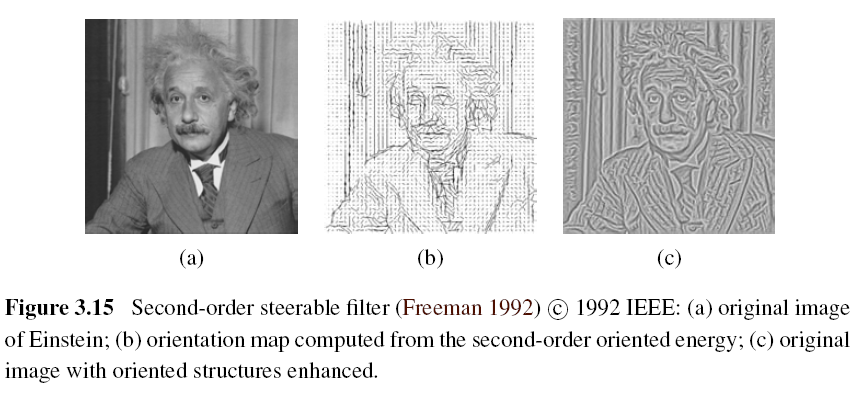 (a) (b) (c)
Figure 3.15 Second-order steerable filter (Freeman 1992) © 1992 IEEE: (a) original image
of Einstein; (b) orientation map computed from the second-order oriented energy; (c) original
image with oriented structures enhanced.